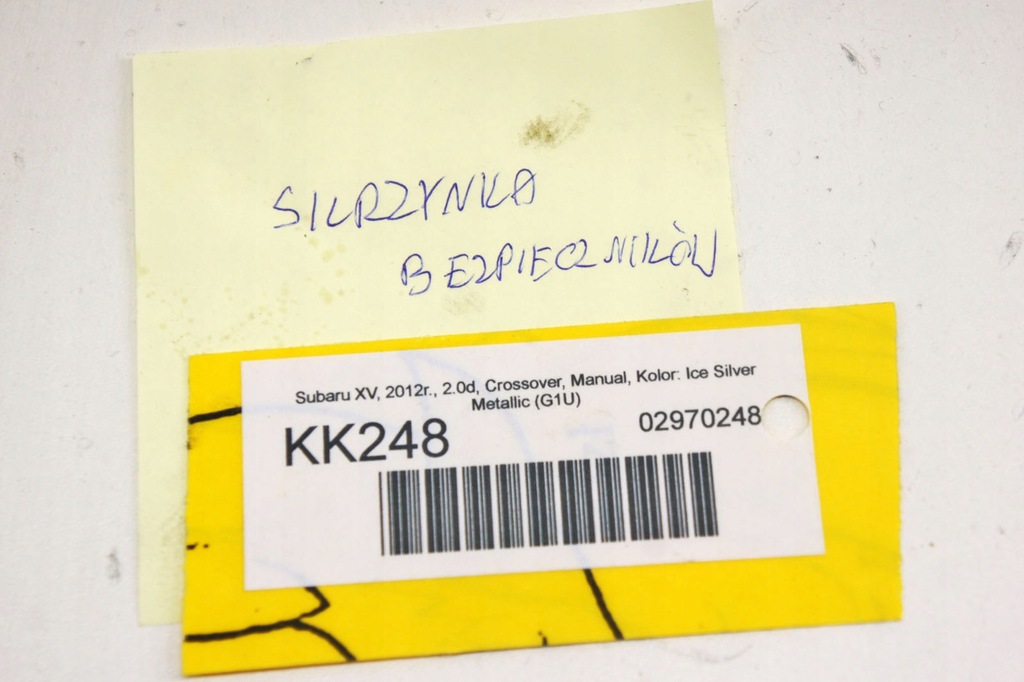 SKRZYNKA
BEZPIECZNIKÓW
Subaru XV, 2012r., 2.0d, Crossover, Manual, Kolor: Ice Silver
Metallic (G1U)
KK248
02970248